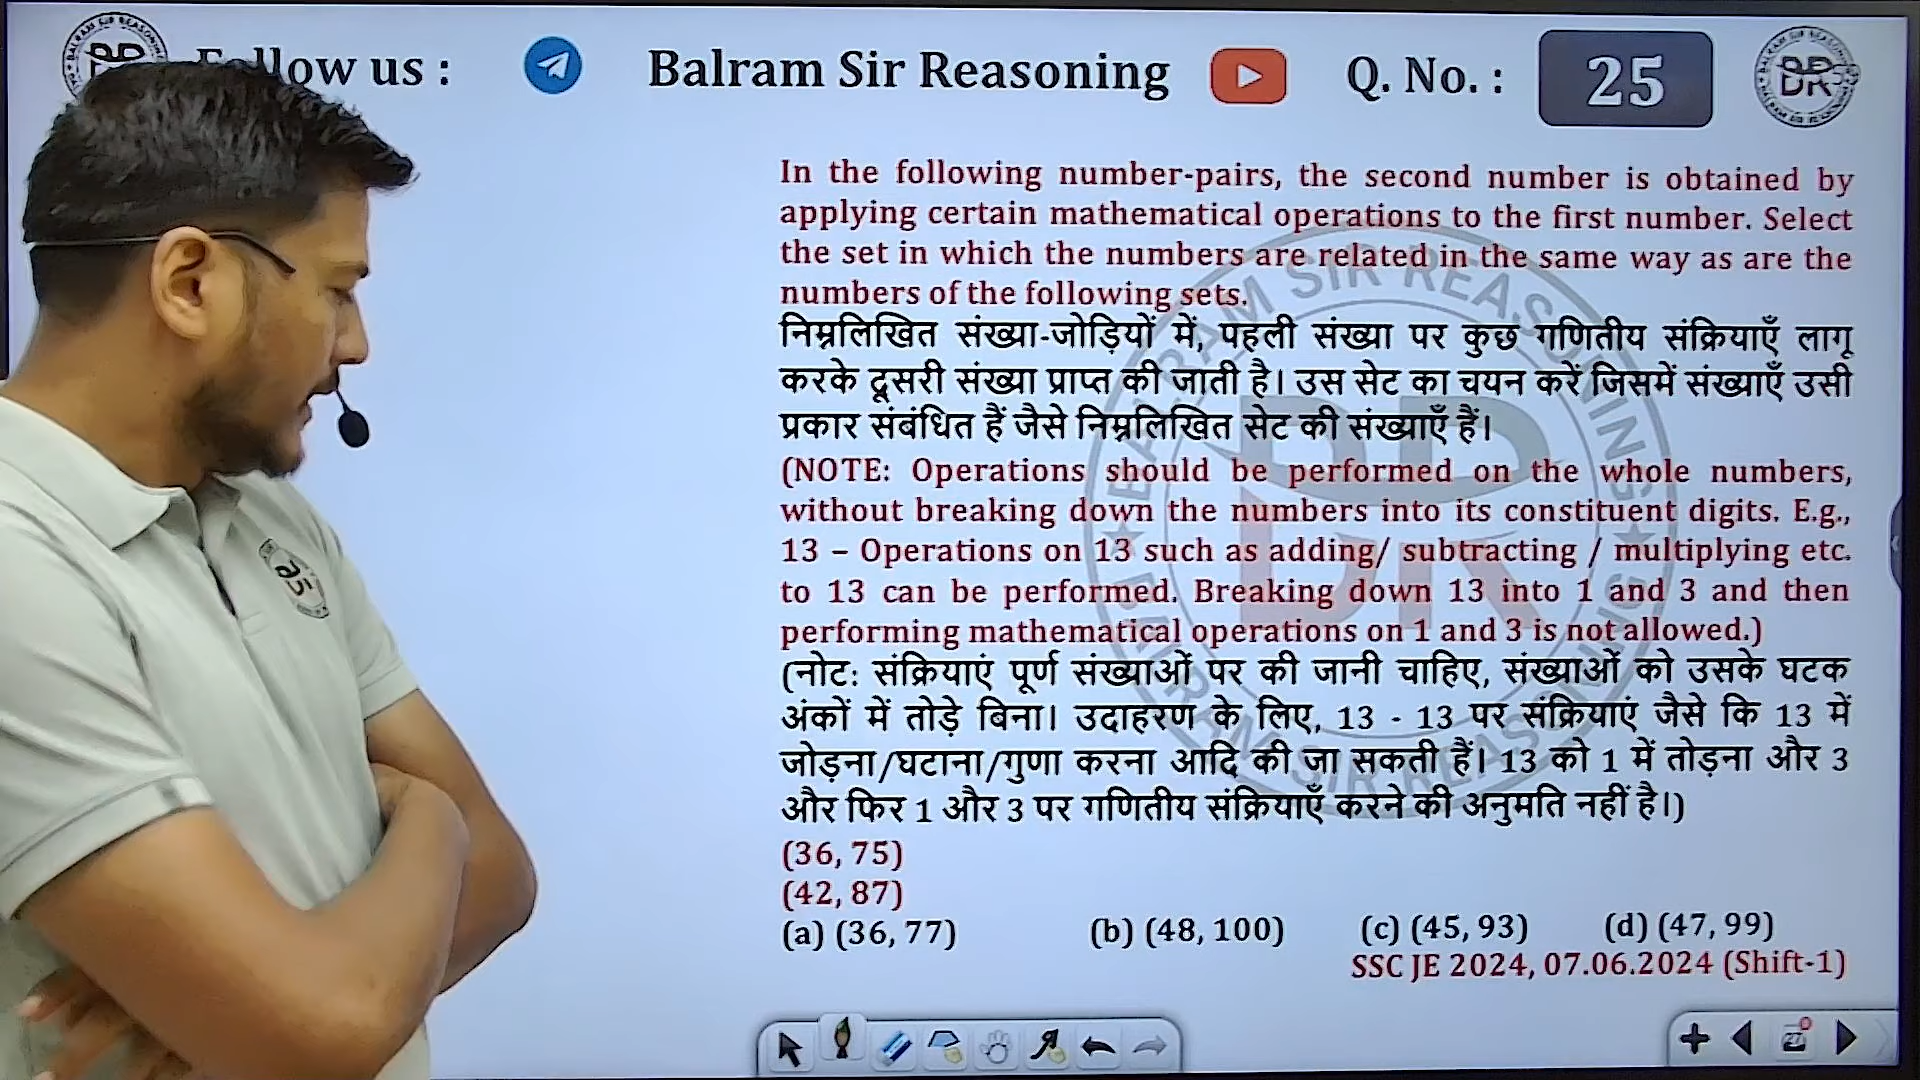 Follow us :
Balram Sir Reasoning
Q. No. :
25
In the following number-pairs, the second number is obtained by
applying certain mathematical operations to the first number. Select
the set in which the numbers are related in the same way as are the
numbers of the following sets.
निम्नलिखित संख्या-जोड़ियों में, पहली संख्या पर कुछ गणितीय संक्रियाएँ लागू
करके दूसरी संख्या प्राप्त की जाती है। उस सेट का चयन करें जिसमें संख्याएँ उसी
प्रकार संबंधित हैं जैसे निम्नलिखित सेट की संख्याएँ हैं।
(NOTE: Operations should be performed on the whole numbers,
without breaking down the numbers into its constituent digits. E.g.,
13 – Operations on 13 such as adding/ subtracting / multiplying etc.
to 13 can be performed. Breaking down 13 into 1 and 3 and then
performing mathematical operations on 1 and 3 is not allowed.)
(नोट: संक्रियाएं पूर्ण संख्याओं पर की जानी चाहिए, संख्याओं को उसके घटक
अंकों में तोड़े बिना। उदाहरण के लिए, 13 - 13 पर संक्रियाएं जैसे कि 13 में
जोड़ना/घटाना/गुणा करना आदि की जा सकती हैं। 13 को 1 में तोड़ना और 3
और फिर 1 और 3 पर गणितीय संक्रियाएँ करने की अनुमति नहीं है।)
(36, 75)
(42, 87)
(a) (36, 77) (b) (48, 100) (c) (45, 93) (d) (47, 99)
SSC JE 2024, 07.06.2024 (Shift-1)